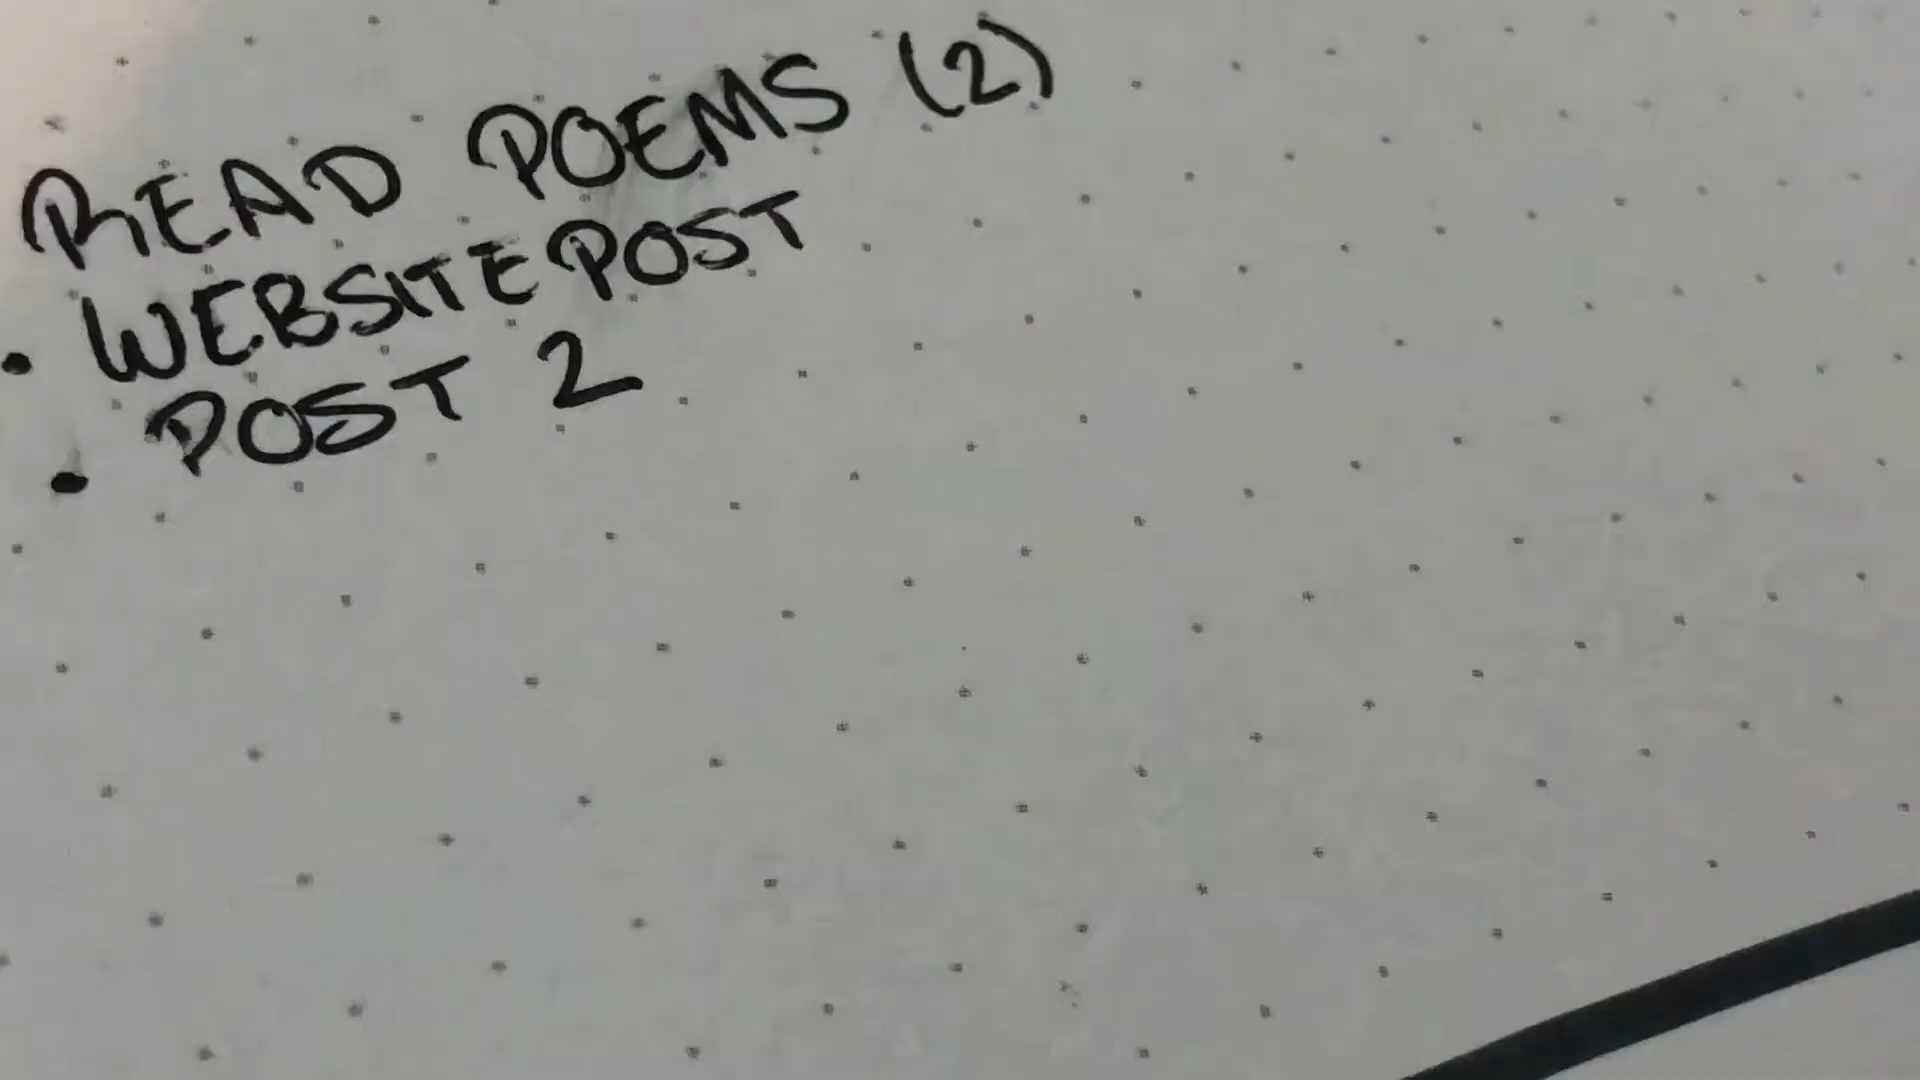 READ POEMS (2)
• WEBSITE POST
• POST 2